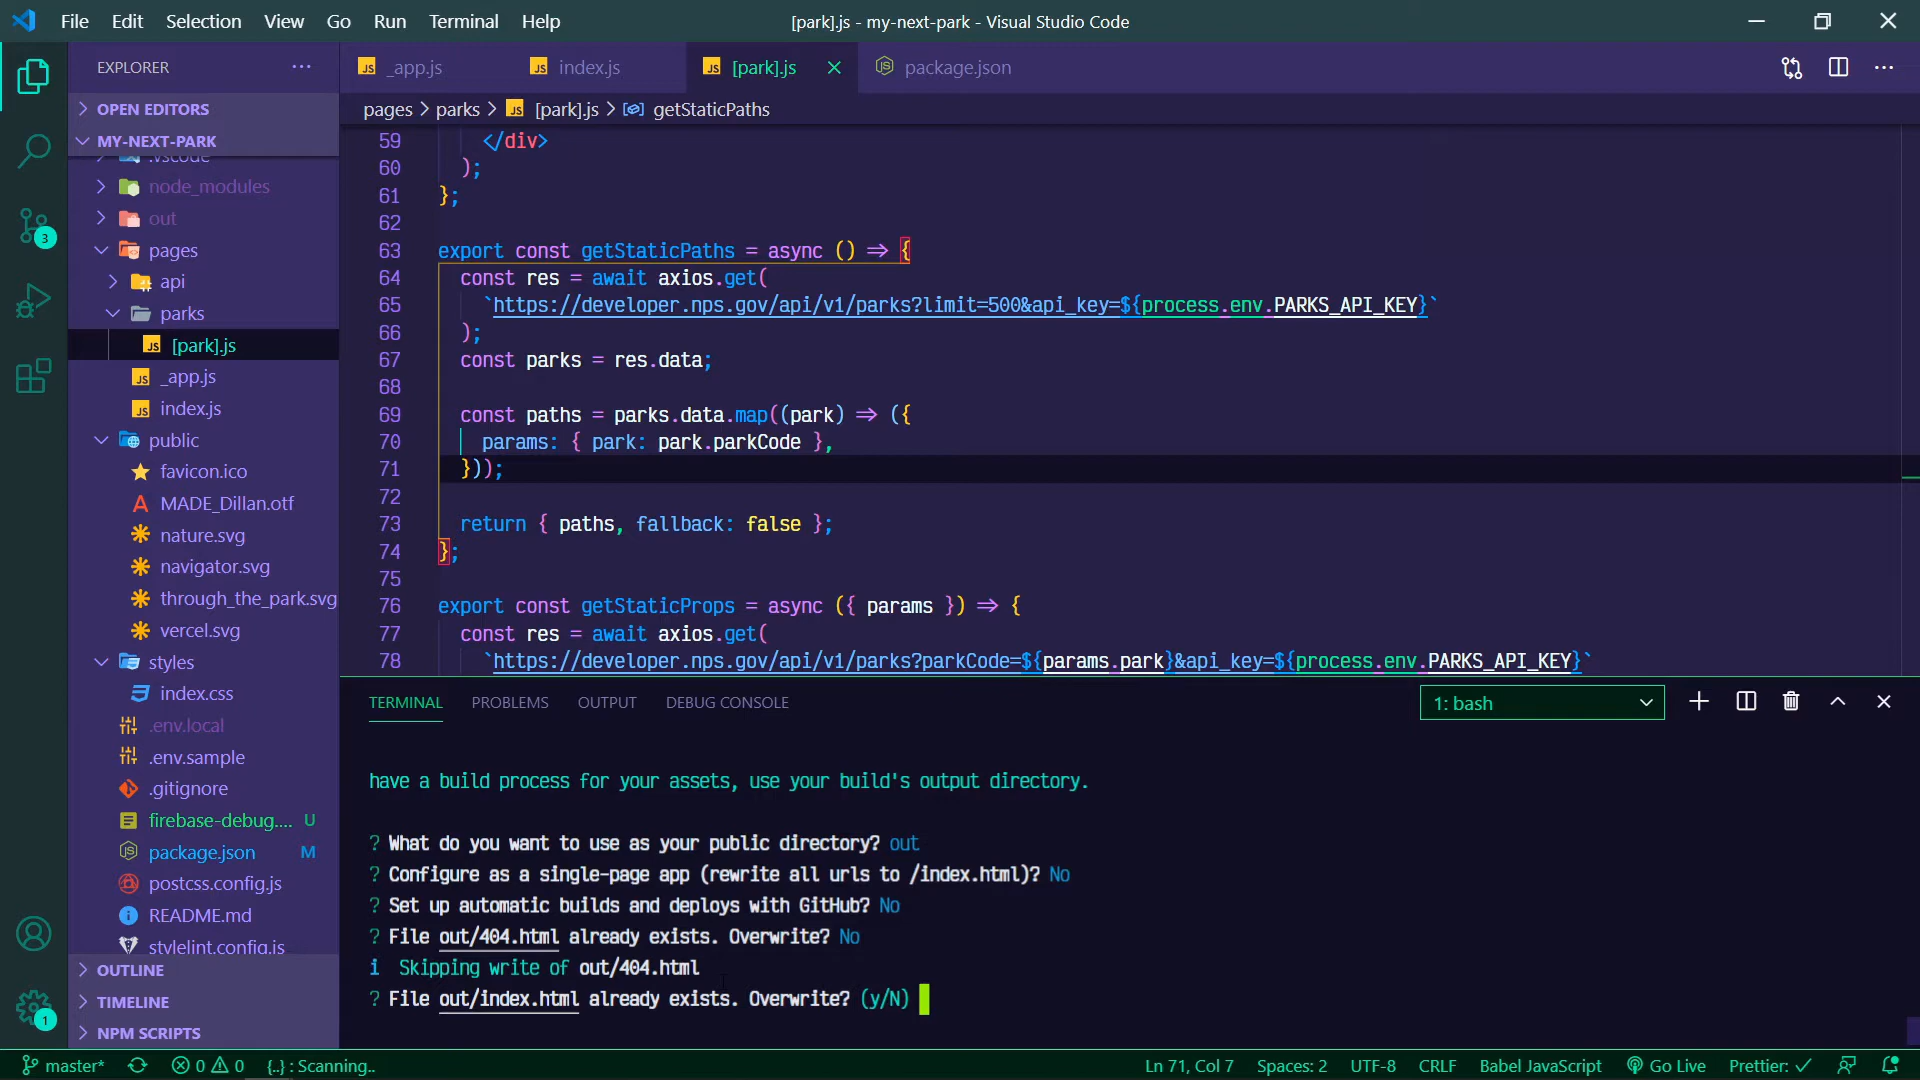 File Edit Selection View Go Run Terminal Help
[park].js - my-next-park - Visual Studio Code
EXPLORER
OPEN EDITORS
MY-NEXT-PARK
.vscode
node_modules
out
pages
api
parks
JS [park].js
JS _app.js
JS index.js
public
favicon.ico
A MADE_Dillan.otf
nature.svg
navigator.svg
through_the_park.svg
vercel.svg
styles
index.css
.env.local
.env.sample
.gitignore
firebase-debug.... U
package.json M
postcss.config.js
README.md
stylelint.config.js
OUTLINE
TIMELINE
NPM SCRIPTS
3
1
JS _app.js JS index.js JS [park].js package.json
pages > parks > JS [park].js > getStaticPaths
59 </div>
60 );
61 };
62
63 export const getStaticPaths = async () => {
64 const res = await axios.get(
65 `https://developer.nps.gov/api/v1/parks?limit=500&api_key=${process.env.PARKS_API_KEY}`
66 );
67 const parks = res.data;
68
69 const paths = parks.data.map((park) => ({
70 params: { park: park.parkCode },
71 }));
72
73 return { paths, fallback: false };
74 };
75
76 export const getStaticProps = async ({ params }) => {
77 const res = await axios.get(
78 `https://developer.nps.gov/api/v1/parks?parkCode=${params.park}&api_key=${process.env.PARKS_API_KEY}`
TERMINAL PROBLEMS OUTPUT DEBUG CONSOLE
1: bash
have a build process for your assets, use your build's output directory.
? What do you want to use as your public directory? out
? Configure as a single-page app (rewrite all urls to /index.html)? No
? Set up automatic builds and deploys with GitHub? No
? File out/404.html already exists. Overwrite? No
i Skipping write of out/404.html
? File out/index.html already exists. Overwrite? (y/N)
master* 0 0 {..} : Scanning..
Ln 71, Col 7 Spaces: 2 UTF-8 CRLF Babel JavaScript Go Live Prettier: ✓